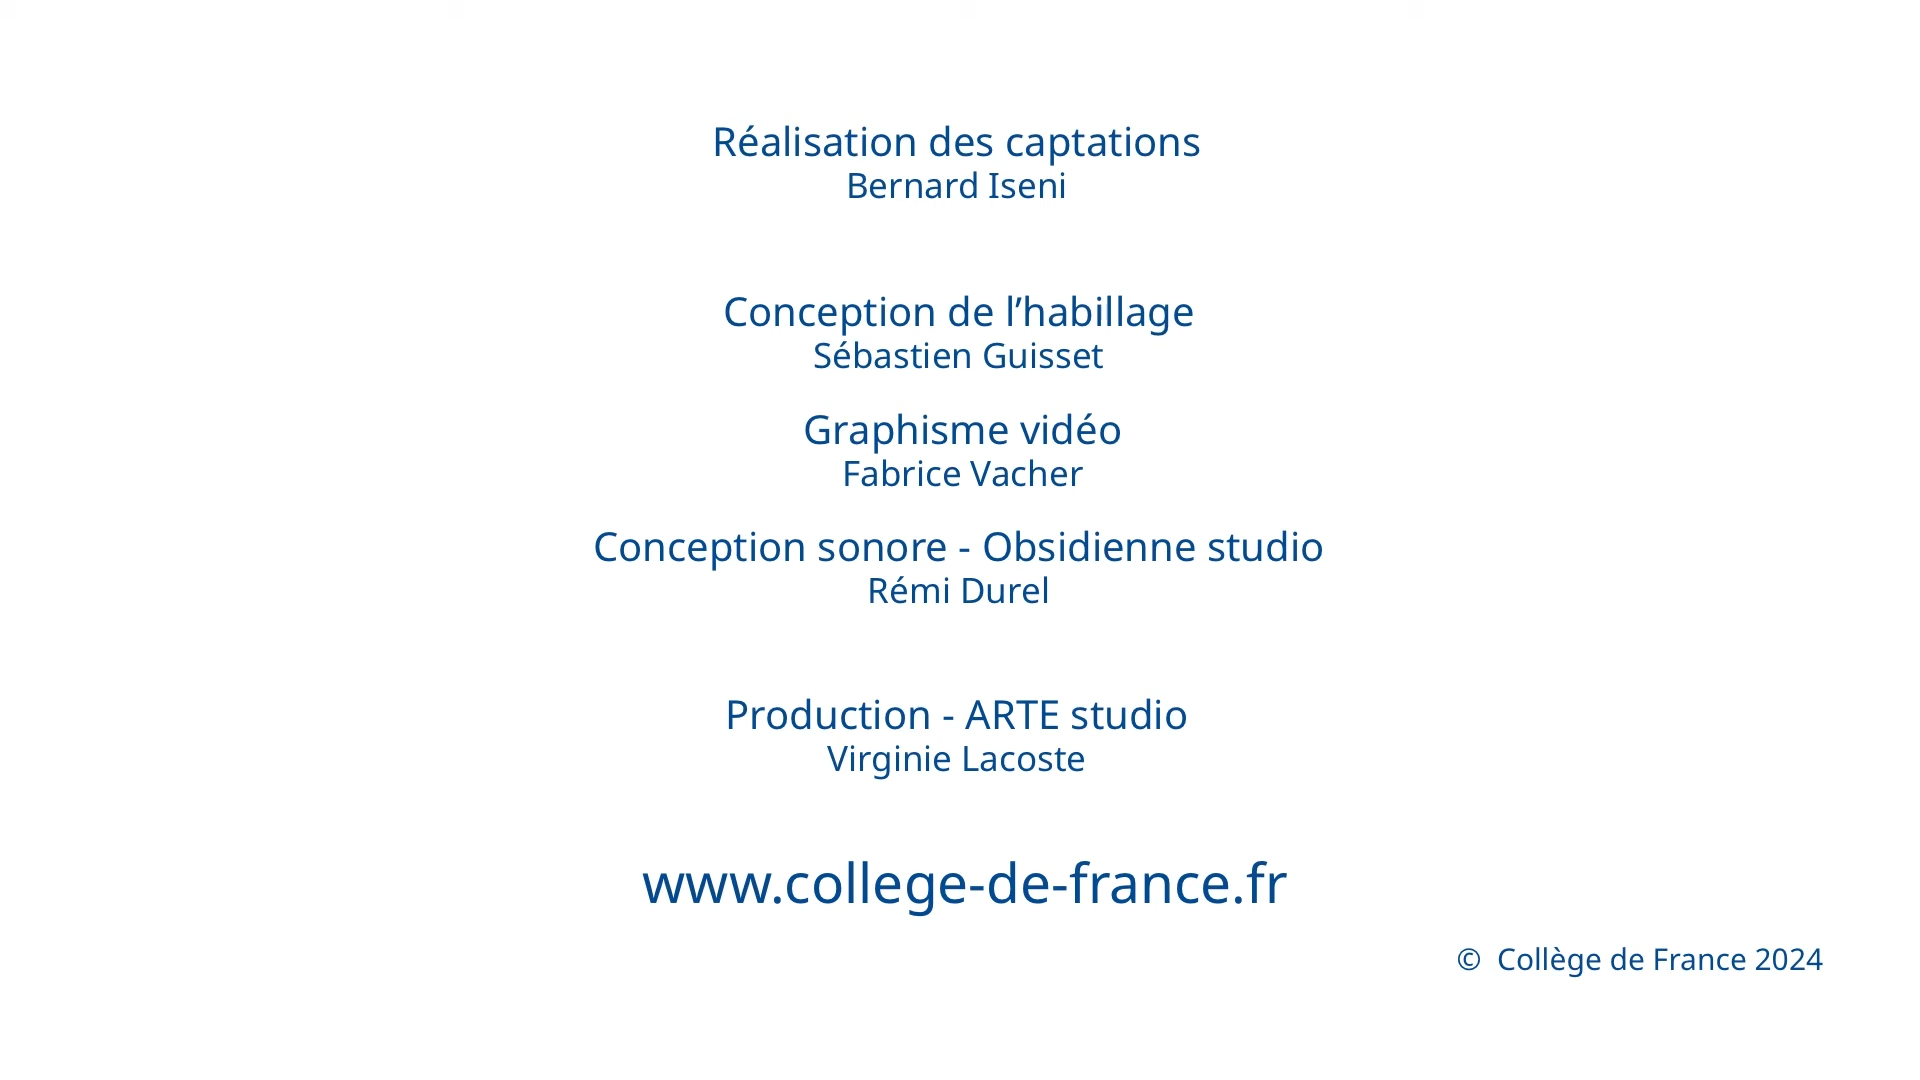 Réalisation des captations
Bernard Iseni
Conception de l’habillage
Sébastien Guisset
Graphisme vidéo
Fabrice Vacher
Conception sonore - Obsidienne studio
Rémi Durel
Production - ARTE studio
Virginie Lacoste
www.college-de-france.fr
© Collège de France 2024